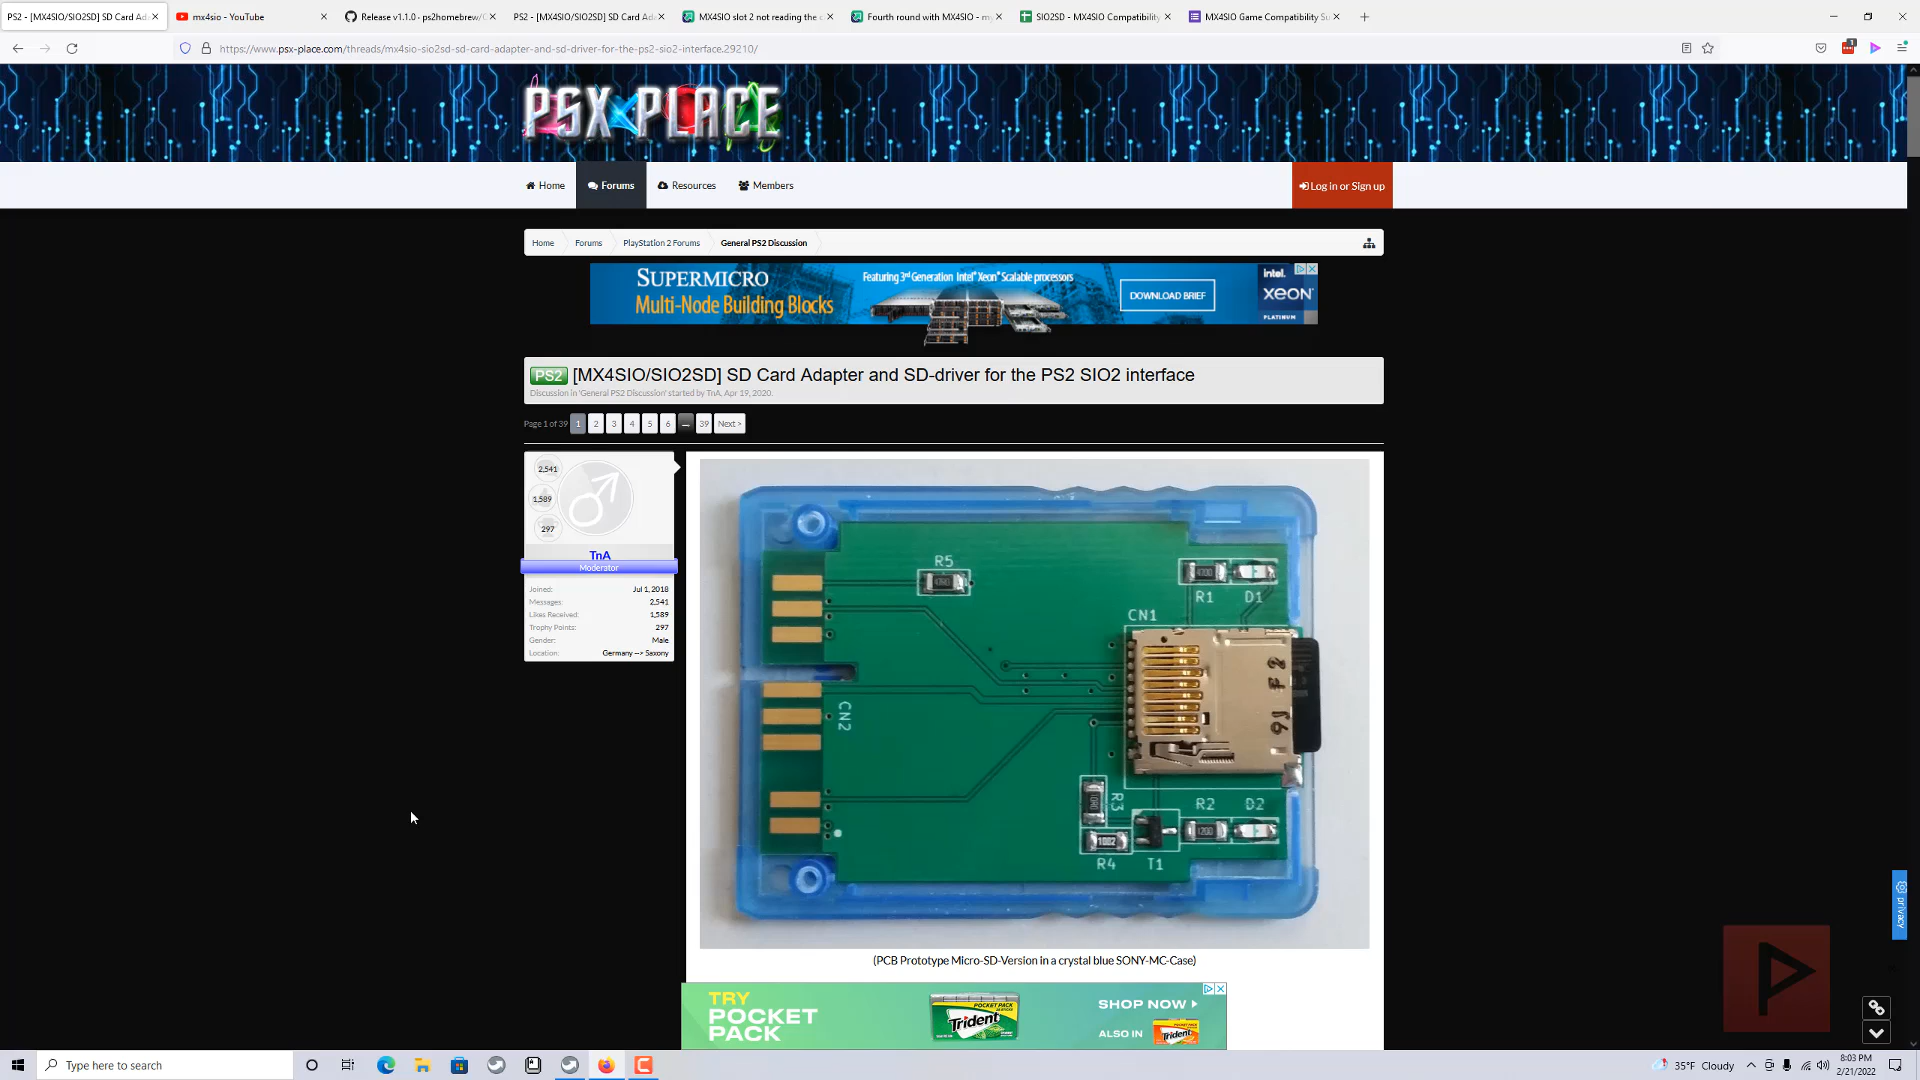 PS2 - [MX4SIO/SIO2SD] SD Card Ada
mx4sio - YouTube
Release v1.1.0 · ps2homebrew/
PS2 - [MX4SIO/SIO2SD] SD Card Ada
MX4SIO slot 2 not reading the c
Fourth round with MX4SIO - m
SIO2SD - MX4SIO Compatibility
MX4SIO Game Compatibility Su
https://www.psx-place.com/threads/mx4sio-sio2sd-sd-card-adapter-and-sd-driver-for-the-ps2-sio2-interface.29210/
1
PSX PLACE
Home
Forums
Resources
Members
Log in or Sign up
Home
Forums
PlayStation 2 Forums
General PS2 Discussion
SUPERMICRO
Multi-Node Building Blocks
Featuring 3rd Generation Intel® Xeon® Scalable processors
DOWNLOAD BRIEF
intel.
XEON
PLATINUM
PS2 [MX4SIO/SIO2SD] SD Card Adapter and SD-driver for the PS2 SIO2 interface
Discussion in 'General PS2 Discussion' started by TnA, Apr 19, 2020.
Page 1 of 39 1 2 3 4 5 6 ... 39 Next >
2,541
1,589
297
TnA
Moderator
Joined: Jul 1, 2018
Messages: 2,541
Likes Received: 1,589
Trophy Points: 297
Gender: Male
Location: Germany --> Saxony
R5
R1
D1
CN1
CN2
R3
R2
D2
1002
R4
T1
(PCB Prototype Micro-SD-Version in a crystal blue SONY-MC-Case)
TRY
POCKET
PACK
POCKET PACK
Trident
SHOP NOW
ALSO IN
Trident
privacy
Type here to search
35°F Cloudy
8:03 PM
2/21/2022